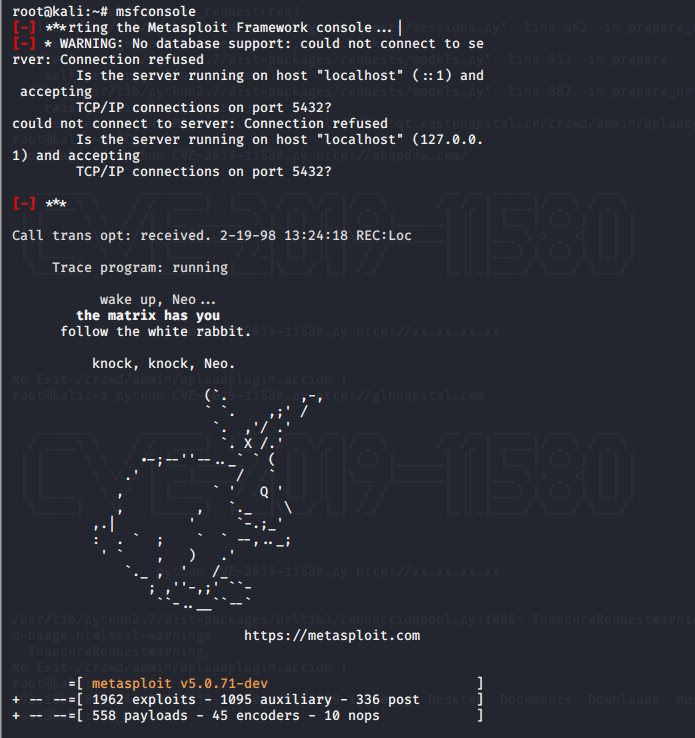 root@kali:~# msfconsole
[-] ***rting the Metasploit Framework console...|
[-] * WARNING: No database support: could not connect to se
rver: Connection refused
Is the server running on host "localhost" (::1) and
accepting
TCP/IP connections on port 5432?
could not connect to server: Connection refused
Is the server running on host "localhost" (127.0.0.
1) and accepting
TCP/IP connections on port 5432?
[-] ***
Call trans opt: received. 2-19-98 13:24:18 REC:Loc
Trace program: running
wake up, Neo...
the matrix has you
follow the white rabbit.
knock, knock, Neo.
https://metasploit.com
=[ metasploit v5.0.71-dev ]
+ -- --=[ 1962 exploits - 1095 auxiliary - 336 post ]
+ -- --=[ 558 payloads - 45 encoders - 10 nops ]